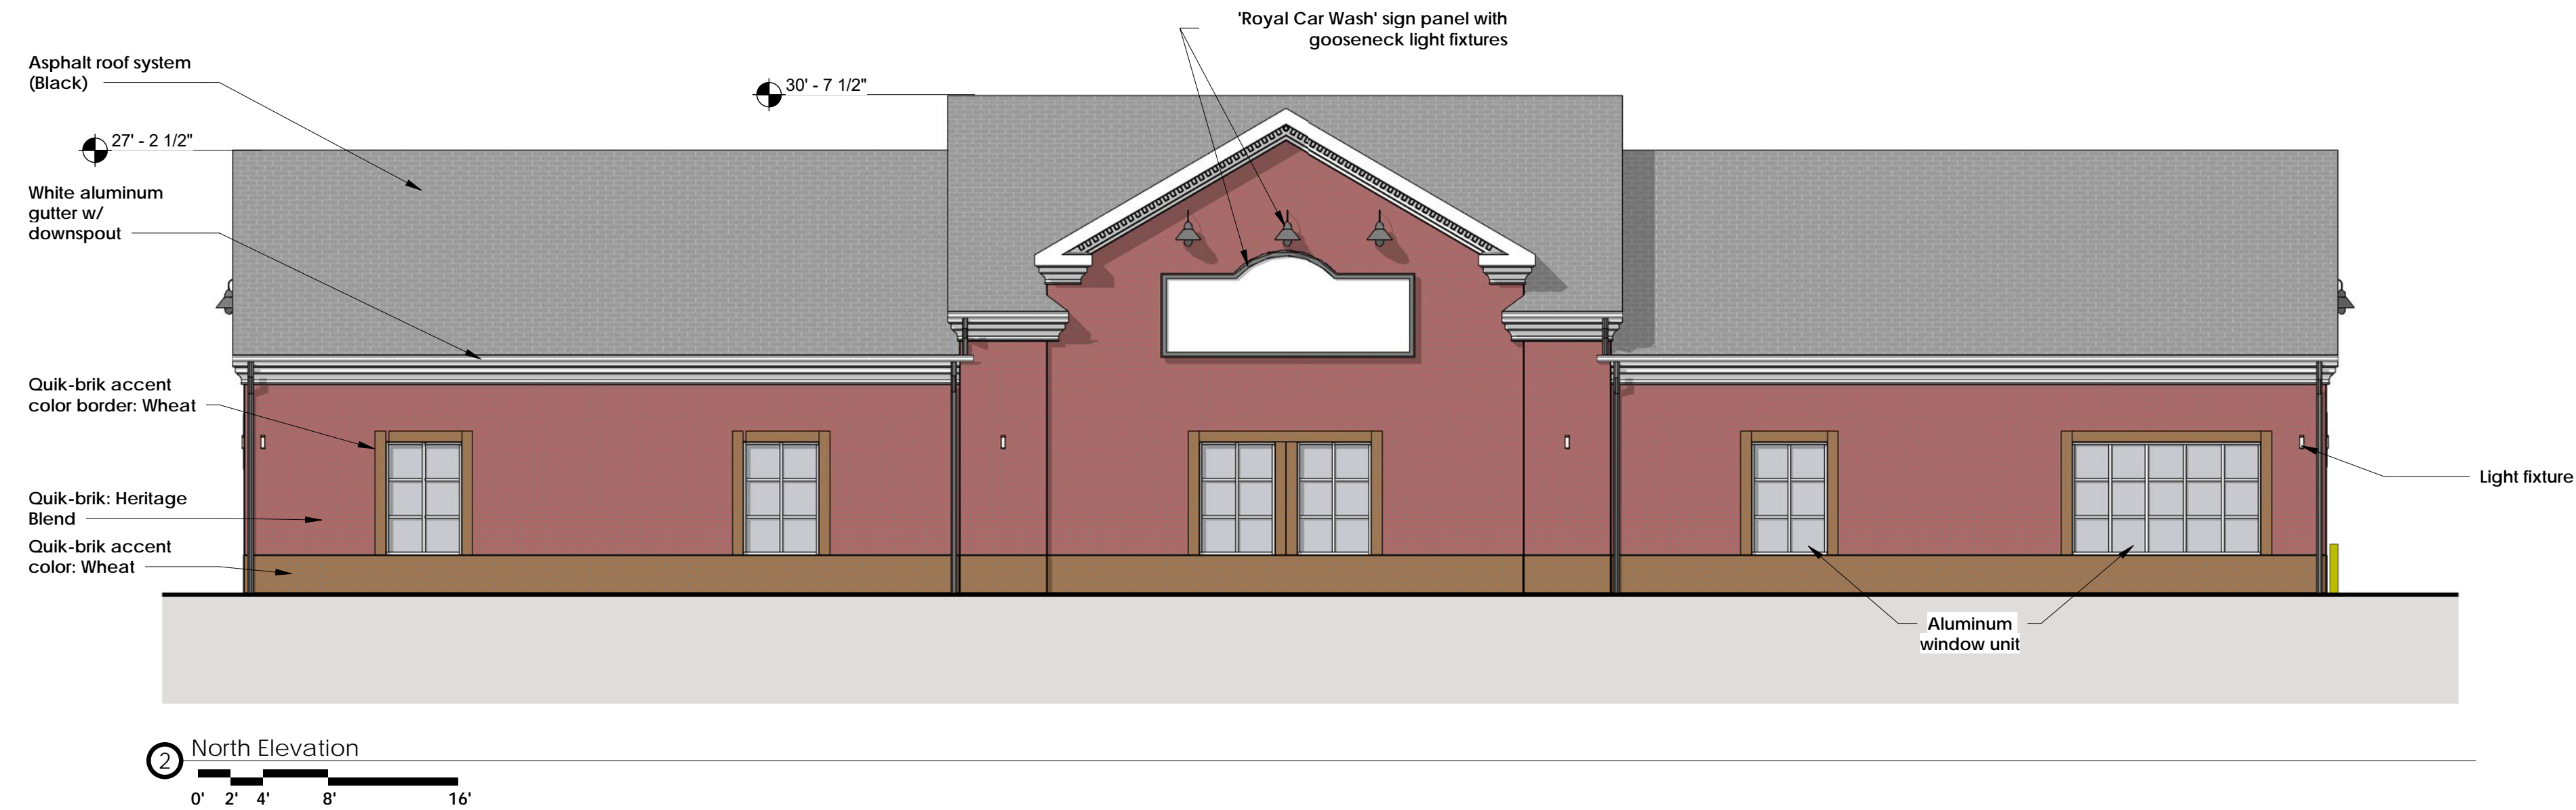 'Royal Car Wash' sign panel with
gooseneck light fixtures
Asphalt roof system
(Black)
30' - 7 1/2"
27' - 2 1/2"
White aluminum
gutter w/
downspout
Quik-brik accent
color border: Wheat
Light fixture
Quik-brik: Heritage
Blend
Quik-brik accent
color: Wheat
Aluminum
window unit
2 North Elevation
0' 2' 4' 8' 16'